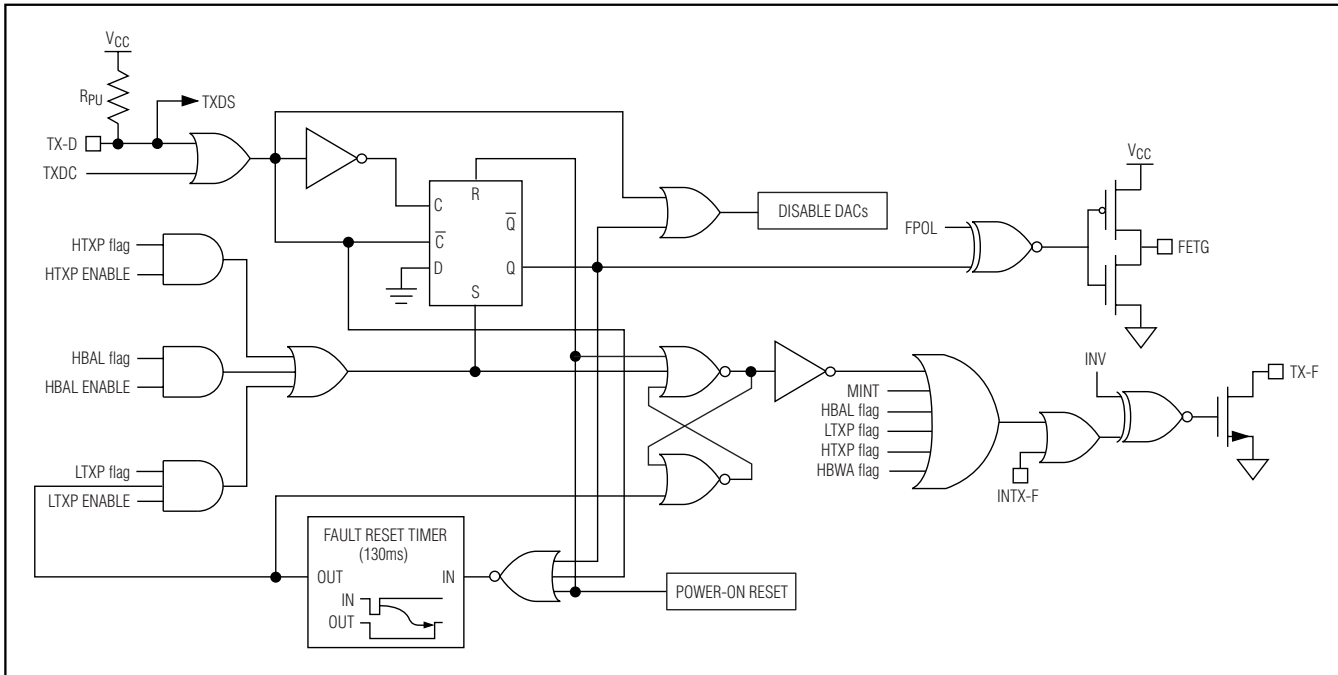 VCC
RPU
TXDS
TX-D
TXDC
HTXP flag
HTXP ENABLE
HBAL flag
HBAL ENABLE
LTXP flag
LTXP ENABLE
R
C
C̅
D
S
Q̅
Q
DISABLE DACs
FPOL
VCC
FETG
MINT
HBAL flag
LTXP flag
HTXP flag
HBWA flag
INV
TX-F
INTX-F
FAULT RESET TIMER
(130ms)
OUT IN
IN
OUT
POWER-ON RESET